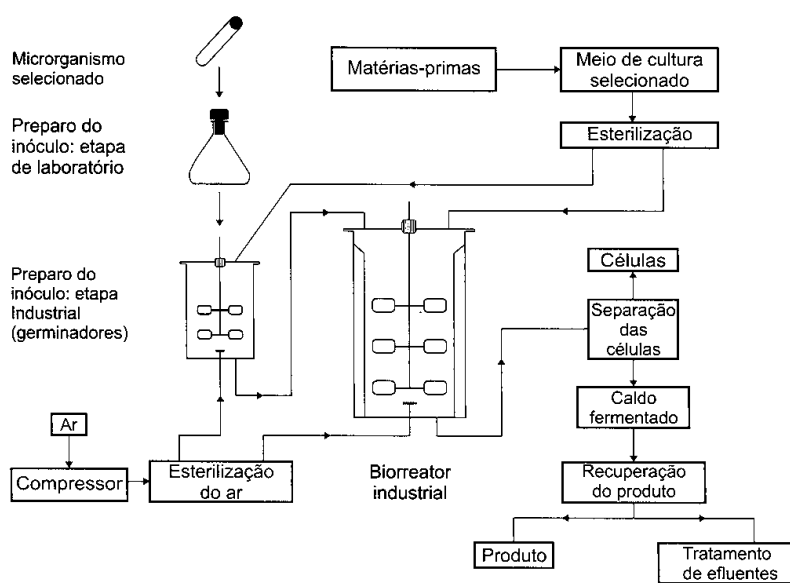 Microrganismo
selecionado
Preparo do
inóculo: etapa
de laboratório
Preparo do
inóculo: etapa
Industrial
(germinadores)
Ar
Compressor
Esterilização
do ar
Matérias-primas
Meio de cultura
selecionado
Esterilização
Biorreator
industrial
Células
Separação
das
células
Caldo
fermentado
Recuperação
do produto
Produto
Tratamento
de efluentes